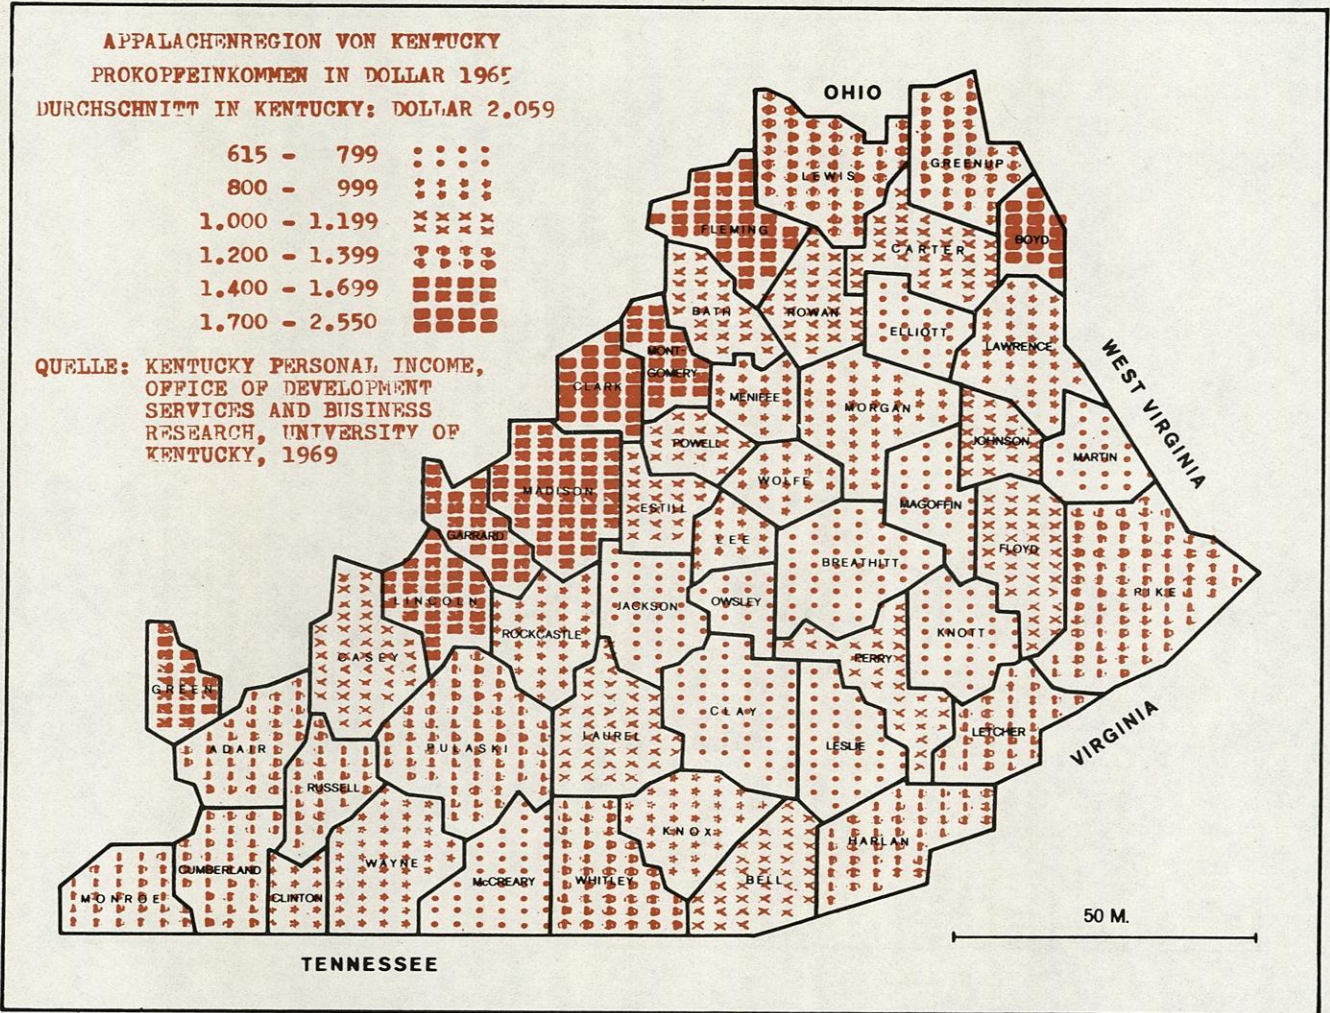 APPALACHENREGION VON KENTUCKY
PROKOPFEINKOMMEN IN DOLLAR 1965
DURCHSCHNITT IN KENTUCKY: DOLLAR 2.059
615 - 799
800 - 999
1.000 - 1.199
1.200 - 1.399
1.400 - 1.699
1.700 - 2.550
QUELLE: KENTUCKY PERSONAL INCOME,
OFFICE OF DEVELOPMENT
SERVICES AND BUSINESS
RESEARCH, UNIVERSITY OF
KENTUCKY, 1969
OHIO
GREENUP
LEWIS
FLEMING
BOYD
CARTER
BATH
ROWAN
ELLIOTT
LAWRENCE
WEST VIRGINIA
MONT-
GOMERY
CLARK
MENIFEE
MORGAN
POWELL
JOHNSON
MARTIN
WOLFE
MADISON
ESTILL
MAGOFFIN
GARRARD
LEE
FLOYD
BREATHITT
PIKE
LINCOLN
JACKSON
OWSLEY
ROCKCASTLE
KNOTT
CASEY
PERRY
GREEN
CLAY
LETCHER
VIRGINIA
LAUREL
ADAIR
PULASKI
LESLIE
RUSSELL
KNOX
HARLAN
WAYNE
CUMBERLAND
McCREARY
WHITLEY
BELL
MONROE
CLINTON
50 M.
TENNESSEE